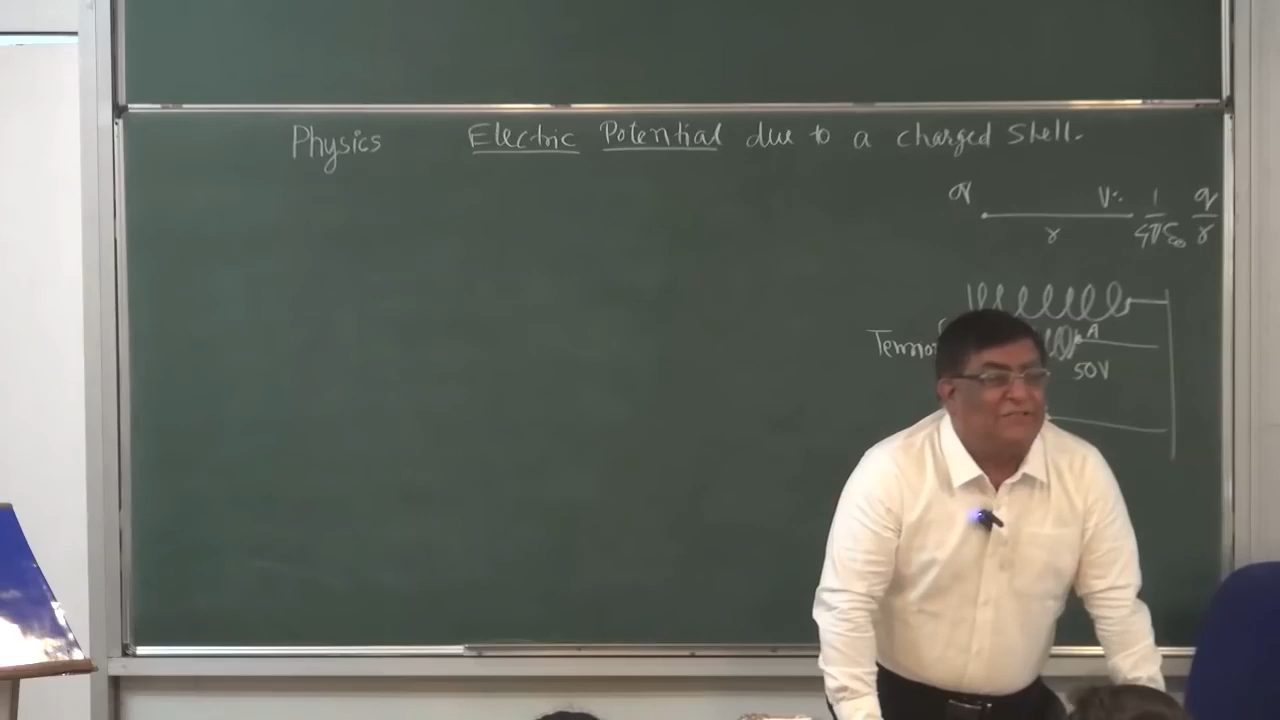 Physics Electric Potential due to a charged Shell.
q r V: 1/4πε₀ q/r
A
50V